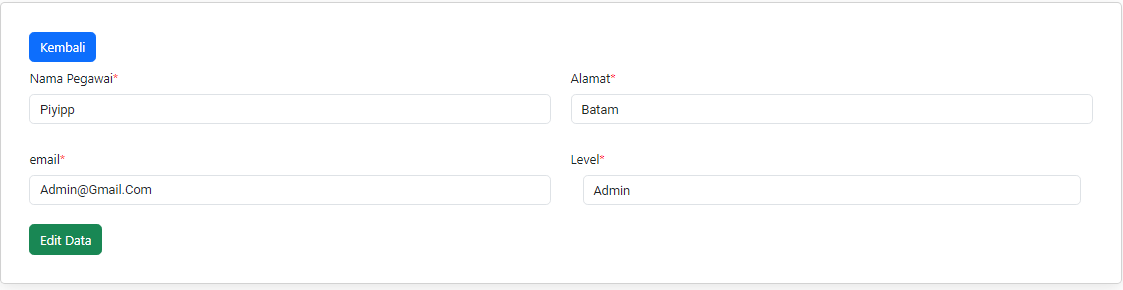 Kembali
Nama Pegawai* Alamat*
Piyipp Batam
email* Level*
Admin@Gmail.Com Admin
Edit Data